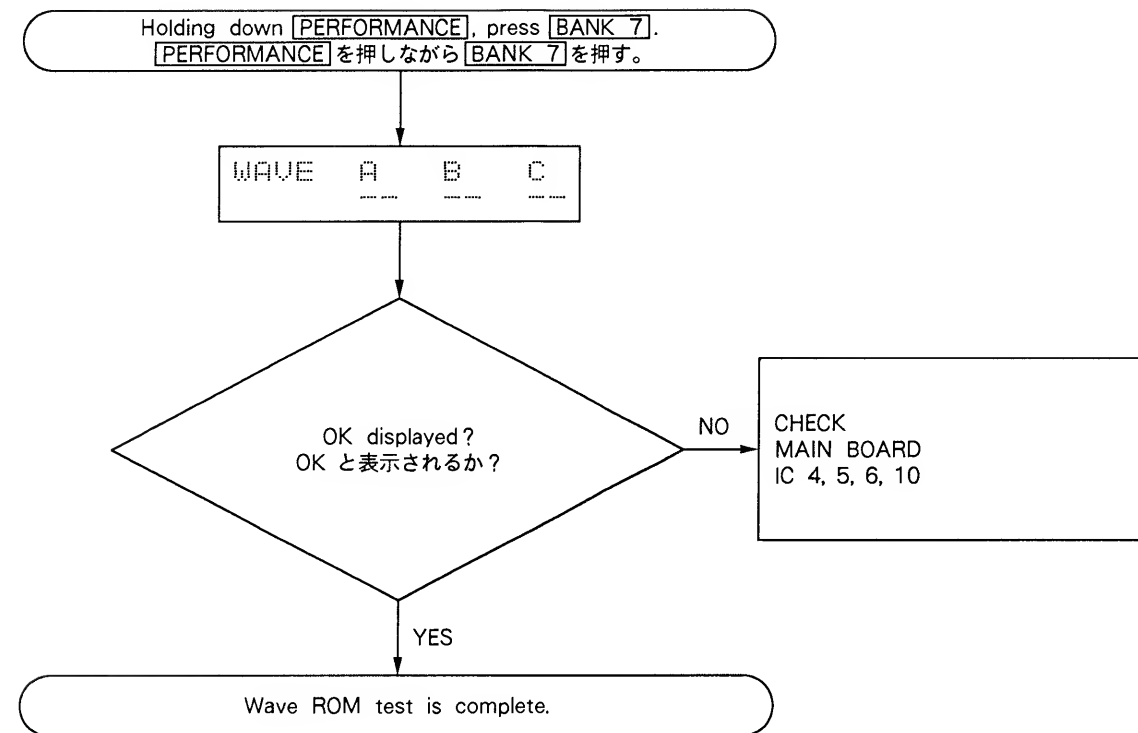 Holding down PERFORMANCE, press BANK 7.
PERFORMANCE を押しながら BANK 7 を押す。
WAVE A B C
-- -- --
OK displayed?
OK と表示されるか?
NO
CHECK
MAIN BOARD
IC 4, 5, 6, 10
YES
Wave ROM test is complete.